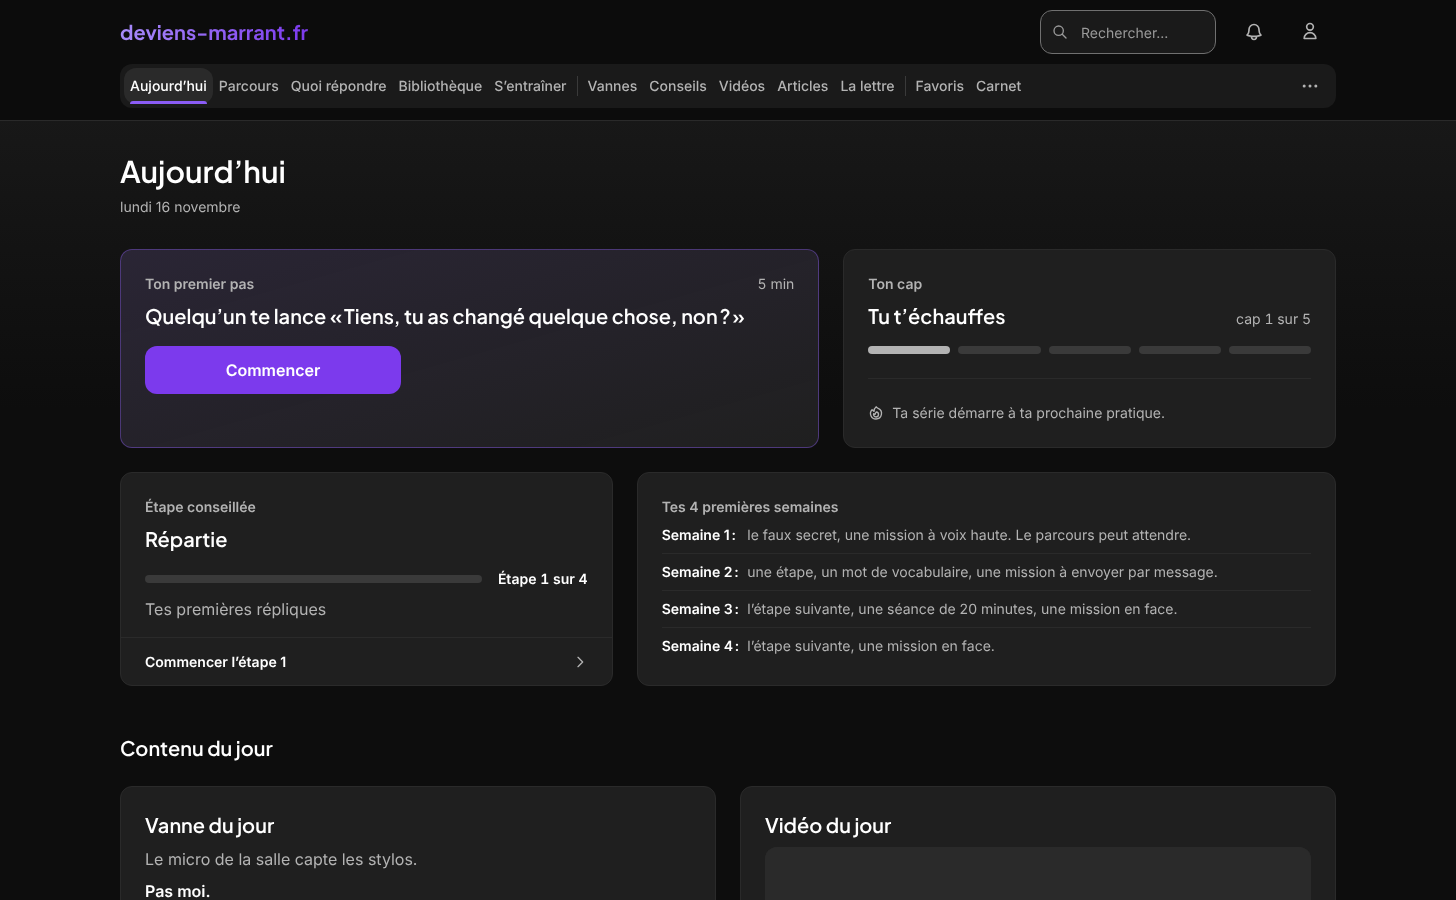 deviens-marrant.fr
Rechercher...
Aujourd’hui Parcours Quoi répondre Bibliothèque S’entraîner Vannes Conseils Vidéos Articles La lettre Favoris Carnet
Aujourd’hui
lundi 16 novembre
Ton premier pas 5 min
Quelqu’un te lance « Tiens, tu as changé quelque chose, non ? »
Commencer
Ton cap
Tu t’échauffes cap 1 sur 5
Ta série démarre à ta prochaine pratique.
Étape conseillée
Répartie
Étape 1 sur 4
Tes premières répliques
Commencer l’étape 1
Tes 4 premières semaines
Semaine 1 : le faux secret, une mission à voix haute. Le parcours peut attendre.
Semaine 2 : une étape, un mot de vocabulaire, une mission à envoyer par message.
Semaine 3 : l’étape suivante, une séance de 20 minutes, une mission en face.
Semaine 4 : l’étape suivante, une mission en face.
Contenu du jour
Vanne du jour
Le micro de la salle capte les stylos.
Pas moi.
Vidéo du jour